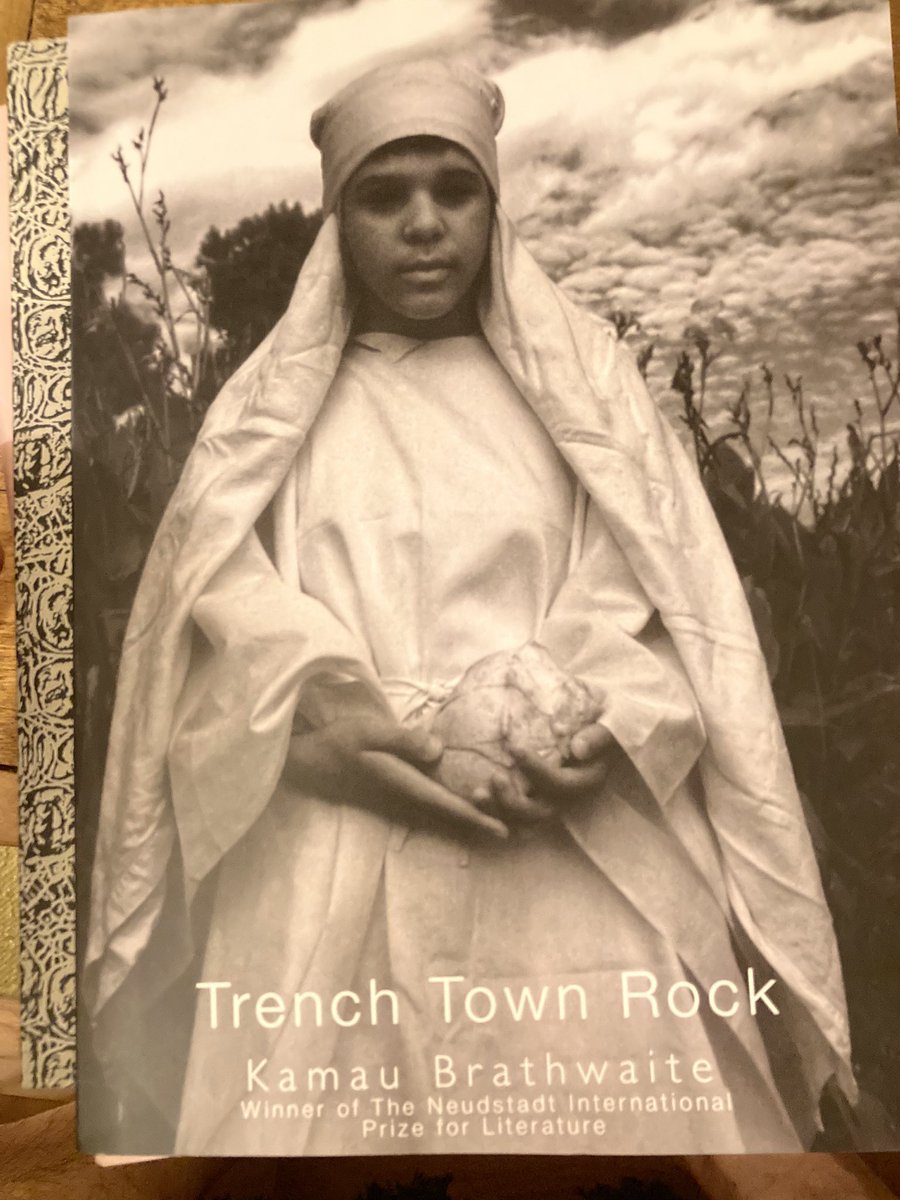 Trench Town Rock
Kamau Brathwaite
Winner of The Neudstadt International
Prize for Literature